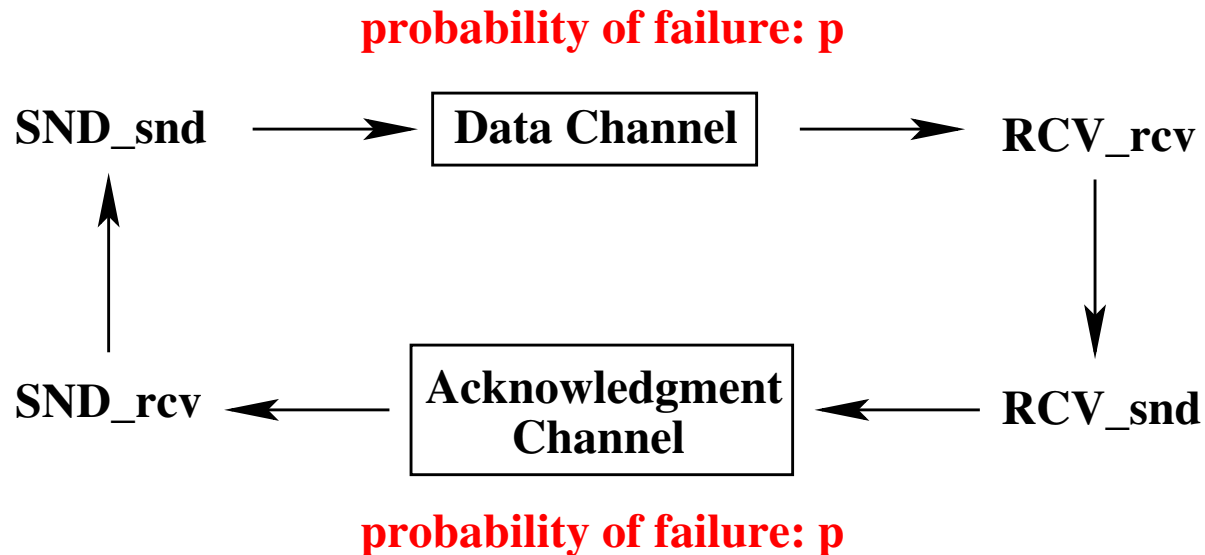 probability of failure: p
SND_snd
Data Channel
RCV_rcv
SND_rcv
Acknowledgment
Channel
RCV_snd
probability of failure: p